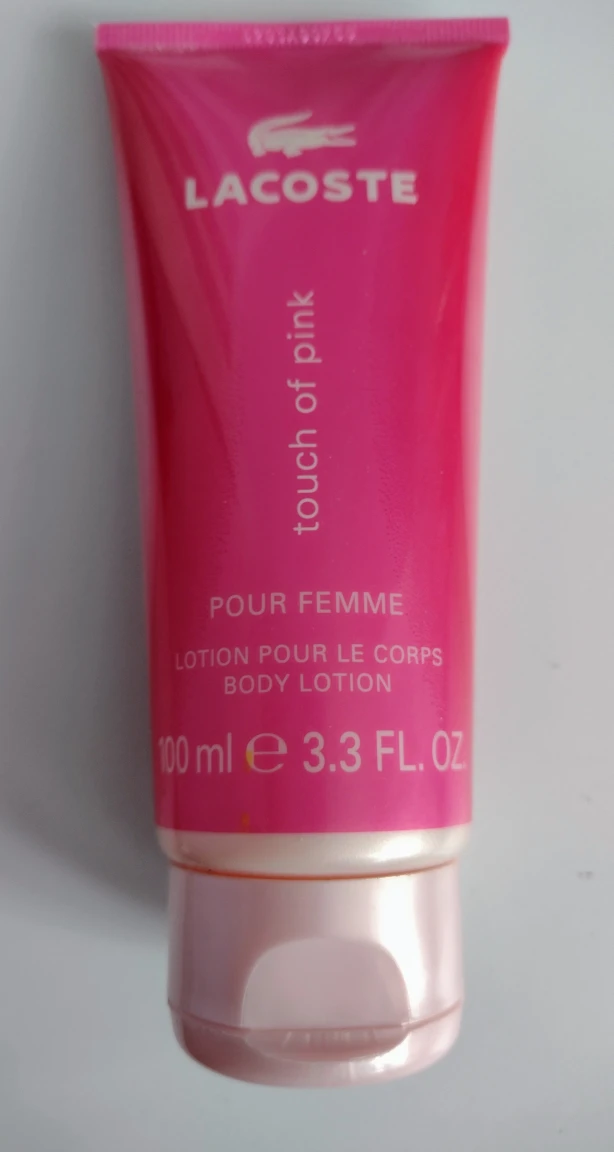 LACOSTE
touch of pink
POUR FEMME
LOTION POUR LE CORPS
BODY LOTION
100 ml e 3.3 FL. OZ.